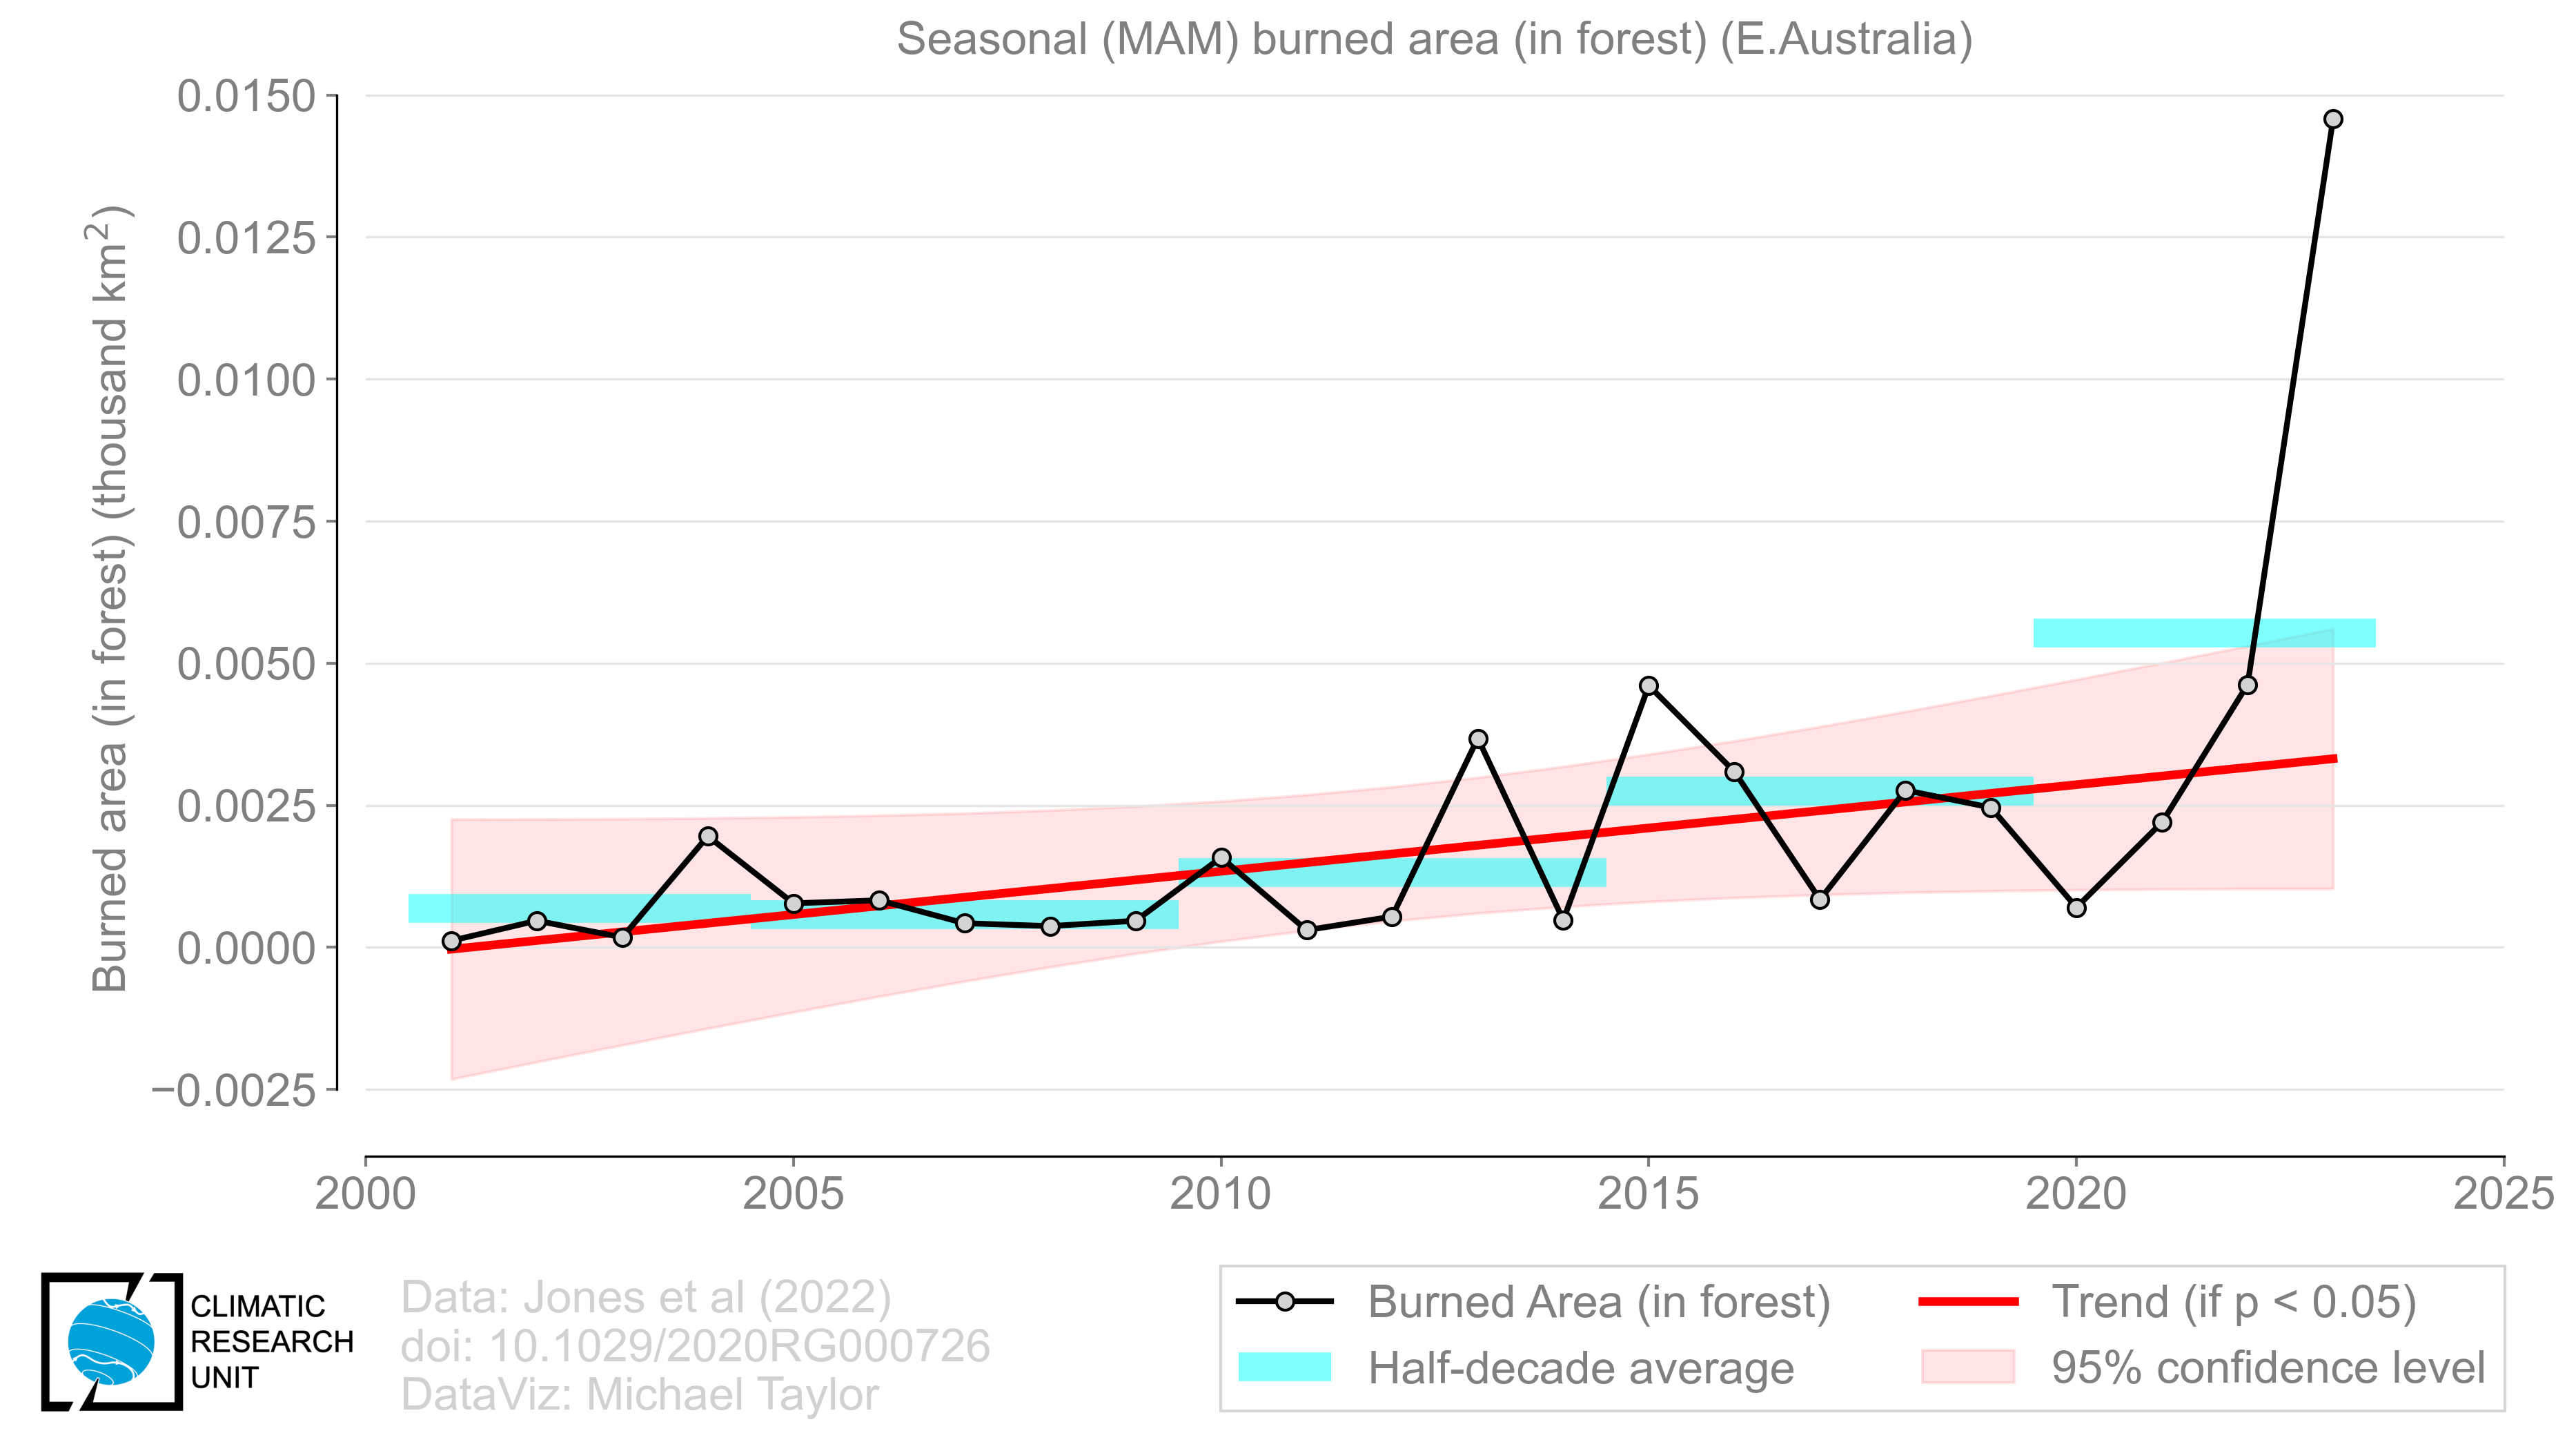 Seasonal (MAM) burned area (in forest) (E.Australia)
Burned area (in forest) (thousand km²)
0.0150
0.0125
0.0100
0.0075
0.0050
0.0025
0.0000
−0.0025
2000
2005
2010
2015
2020
2025
CLIMATIC
RESEARCH
UNIT
Data: Jones et al (2022)
doi: 10.1029/2020RG000726
DataViz: Michael Taylor
Burned Area (in forest)
Half-decade average
Trend (if p < 0.05)
95% confidence level